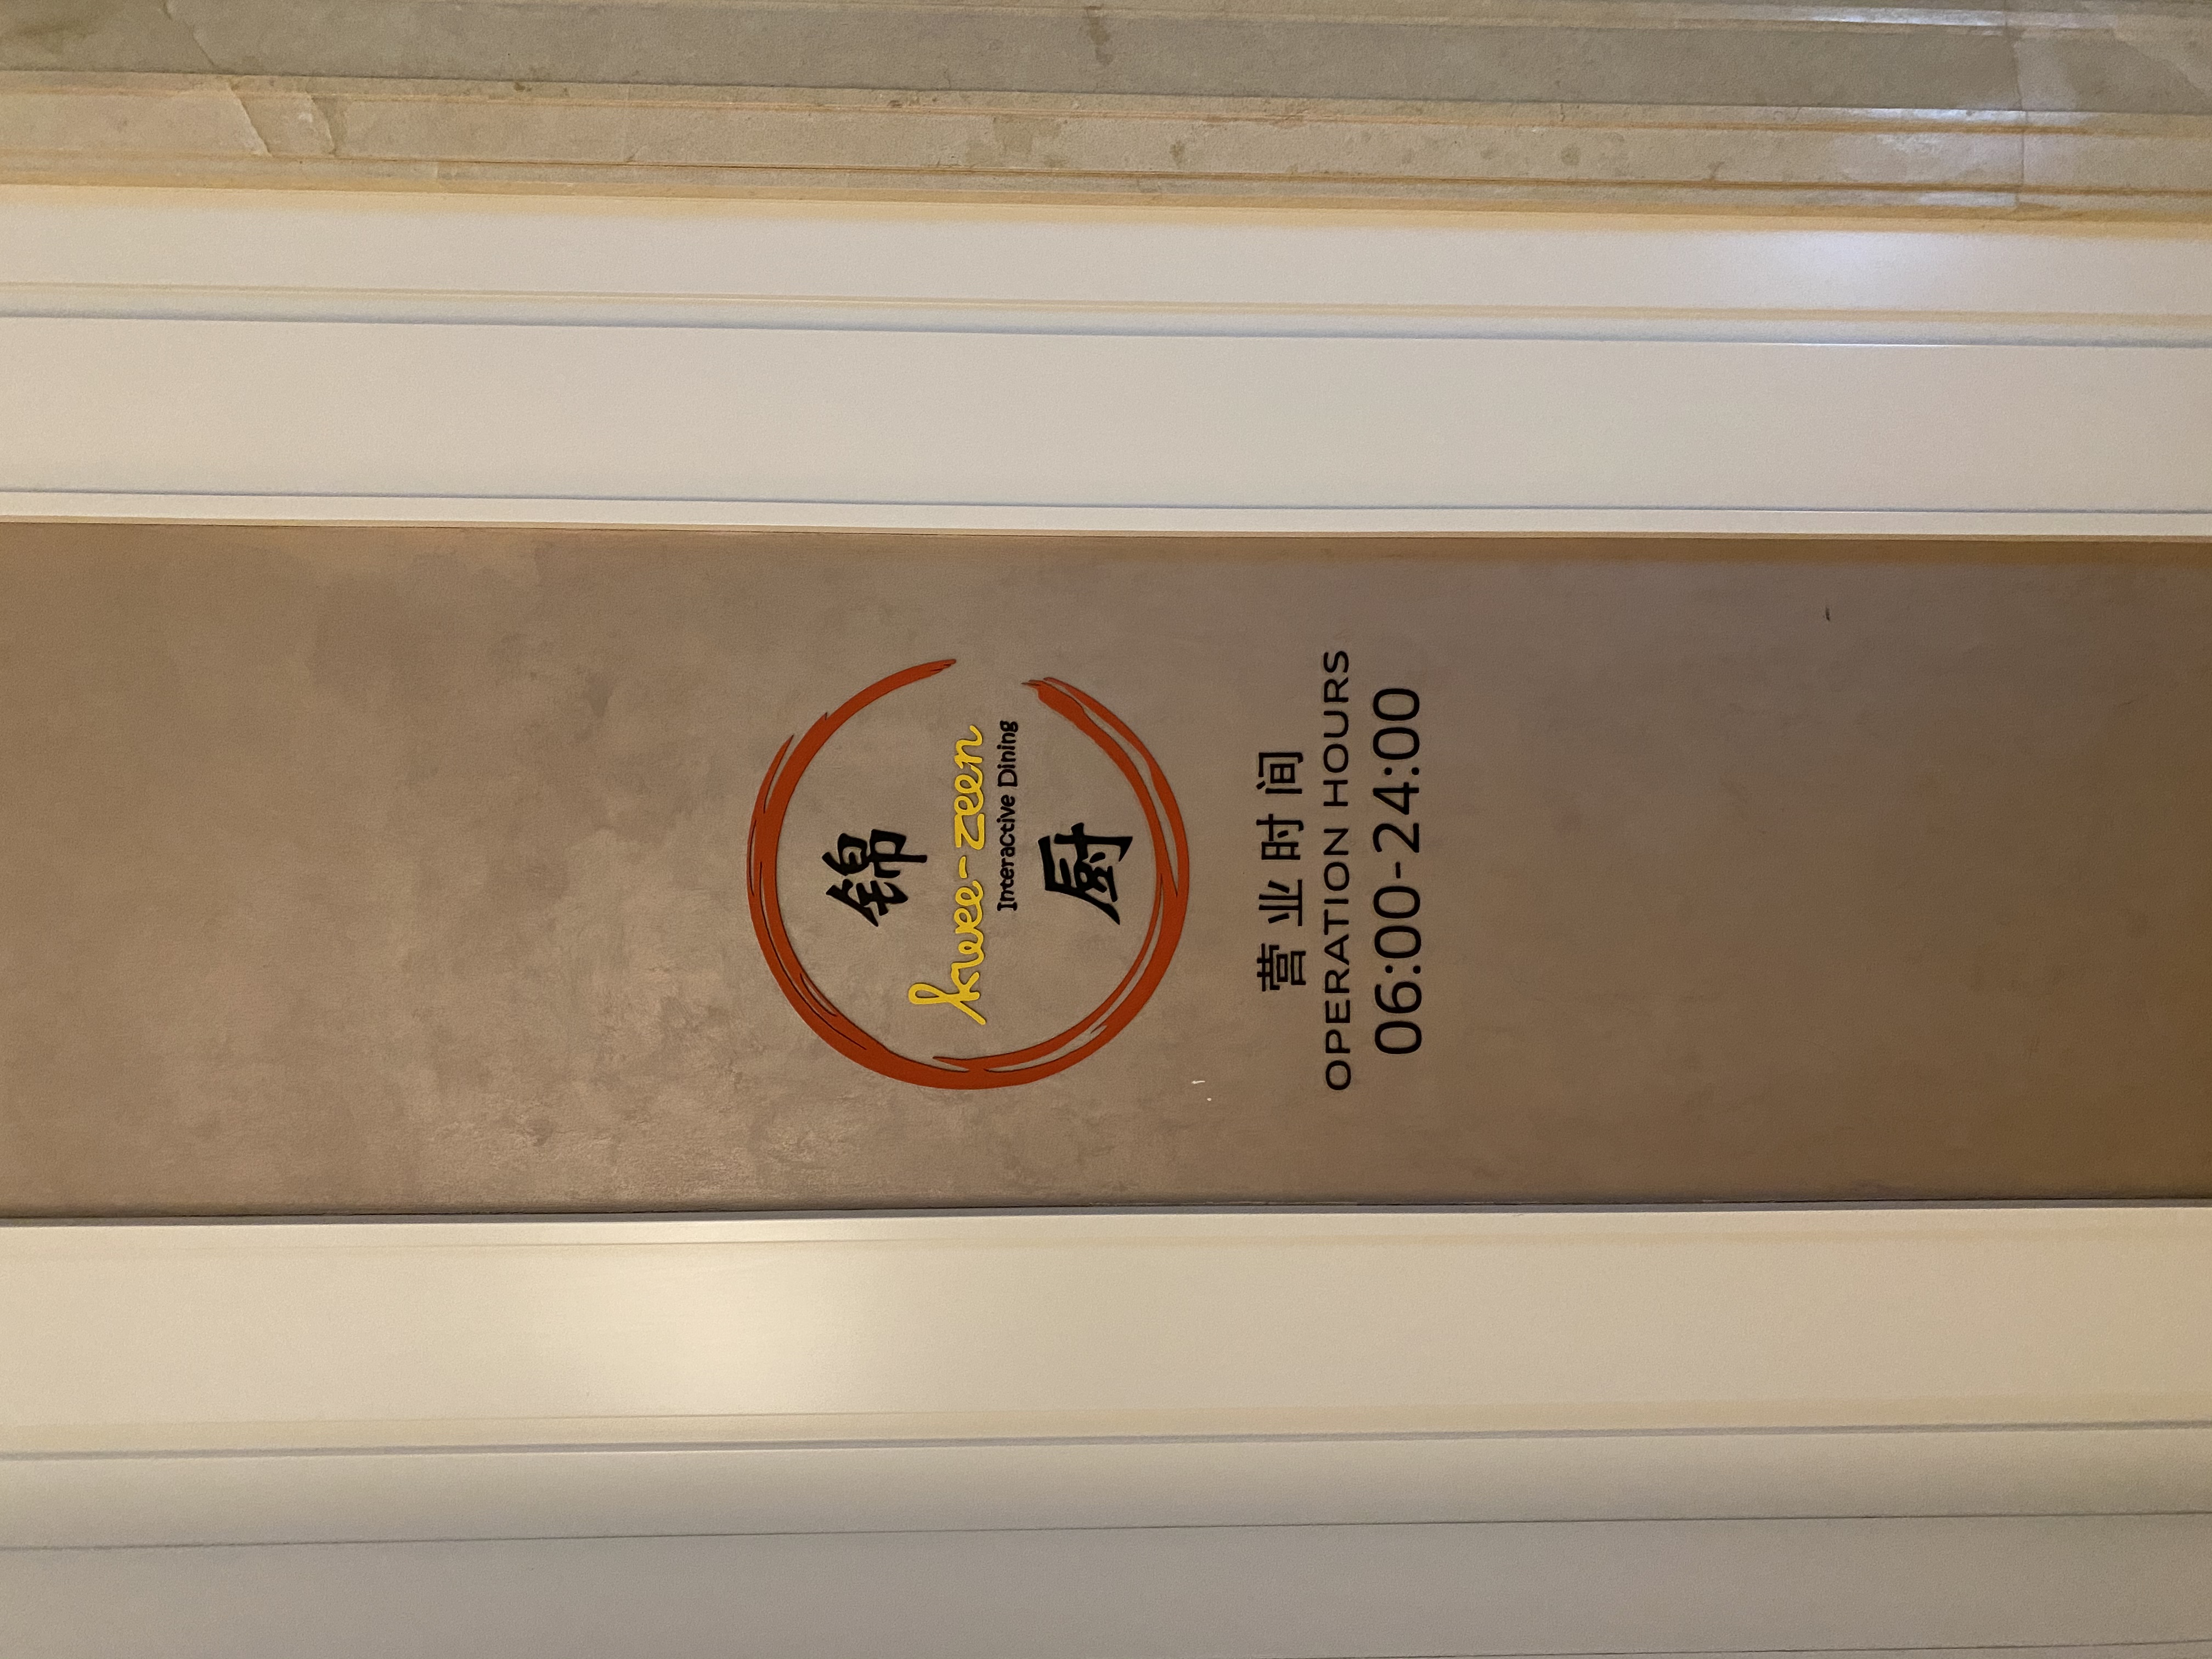 锦
kwee-zeen
Interactive Dining
厨
营业时间
OPERATION HOURS
06:00-24:00